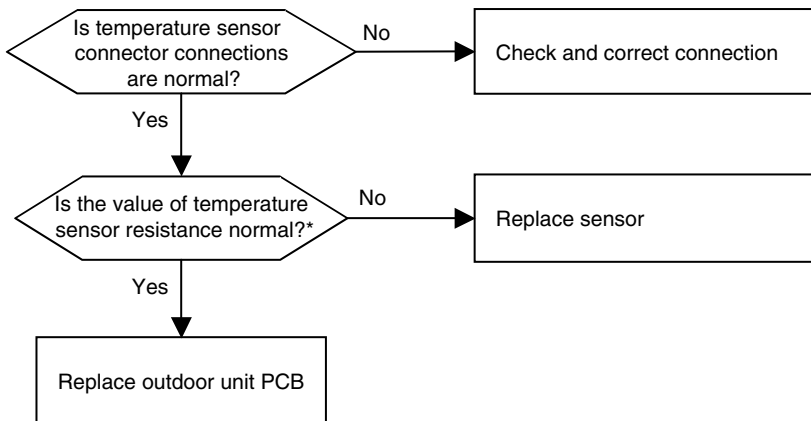 Is temperature sensor
connector connections
are normal?
No
Check and correct connection
Yes
Is the value of temperature
sensor resistance normal?*
No
Replace sensor
Yes
Replace outdoor unit PCB